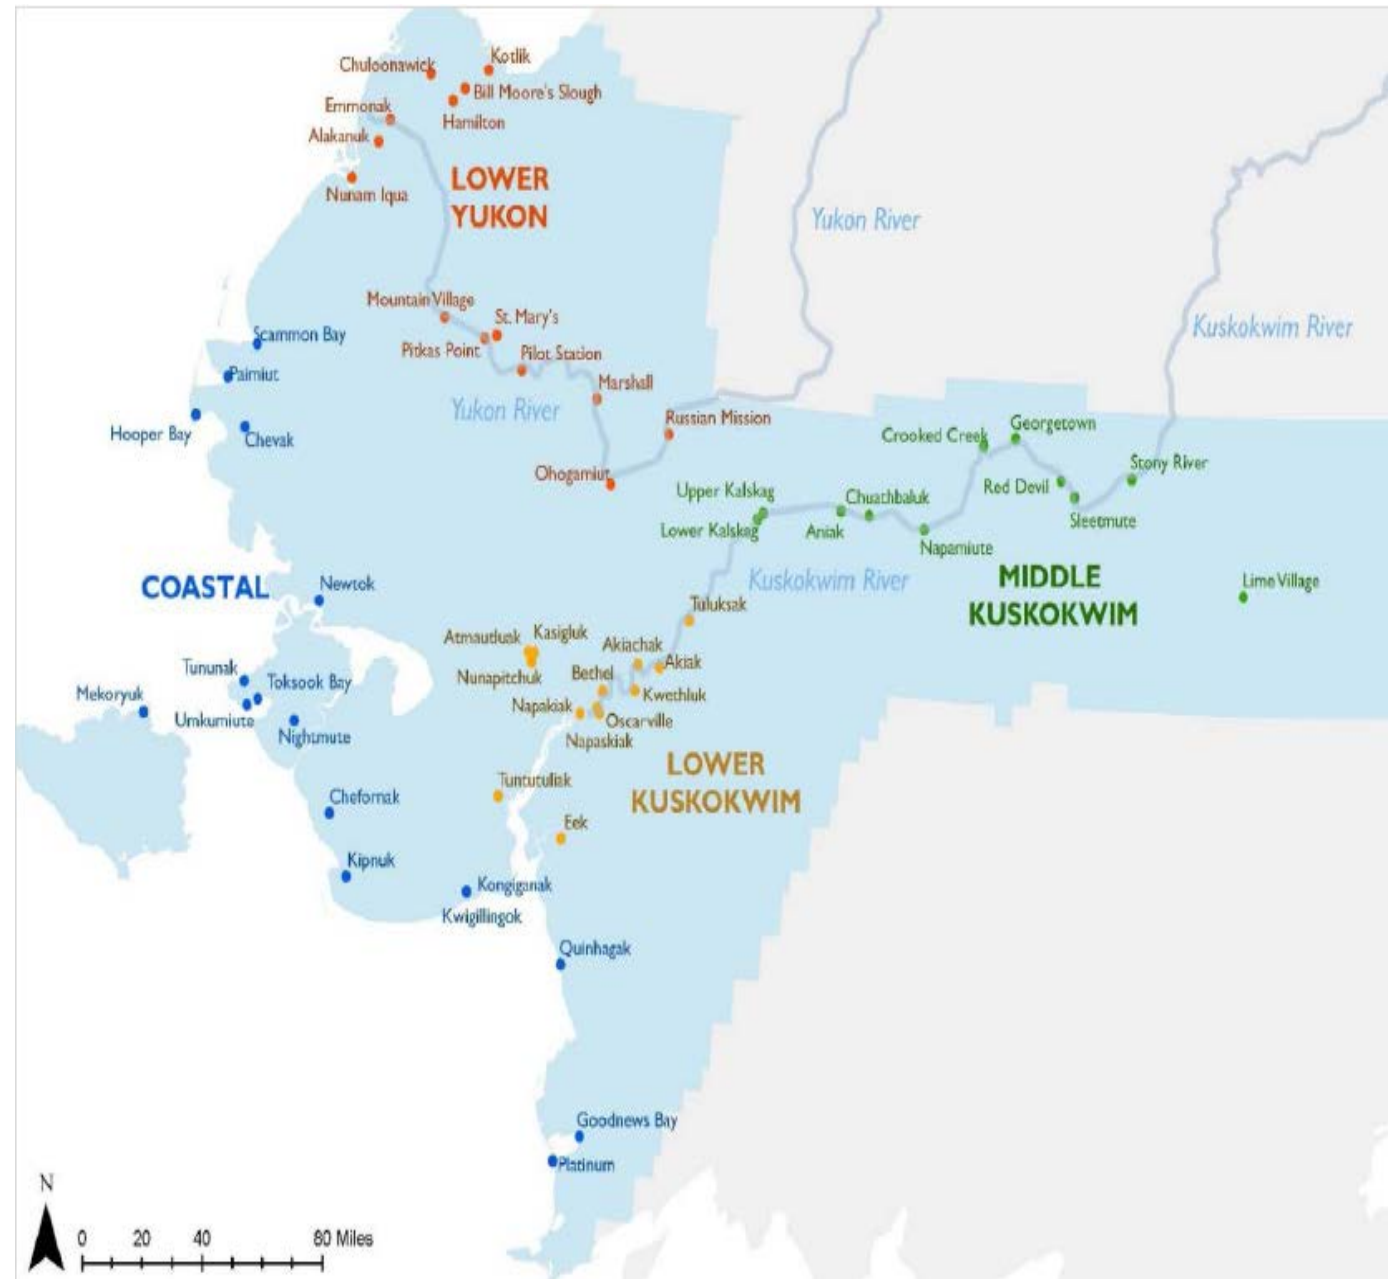 Kotlik
Chuloonawick
Bill Moore's Slough
Emmonak
Hamilton
Alakanuk
LOWER
YUKON
Nunam Iqua
Yukon River
Mountain Village
St. Mary's
Kuskokwim River
Scammon Bay
Pitkas Point
Pilot Station
Paimiut
Marshall
Yukon River
Russian Mission
Hooper Bay
Chevak
Georgetown
Crooked Creek
Ohogamiut
Stony River
Upper Kalskag
Chuathbaluk
Red Devil
Lower Kalskag
Aniak
Sleetmute
Napamiute
COASTAL
Newtok
Kuskokwim River
MIDDLE
KUSKOKWIM
Lime Village
Tuluksak
Atmautluak
Kasigluk
Akiachak
Akiak
Tununak
Toksook Bay
Nunapitchuk
Bethel
Mekoryuk
Kwethluk
Napakiak
Umkumiute
Oscarville
Nightmute
Napaskiak
LOWER
KUSKOKWIM
Tuntutuliak
Chefornak
Eek
Kipnuk
Kongiganak
Kwigillingok
Quinhagak
Goodnews Bay
Platinum
N
0 20 40 80 Miles